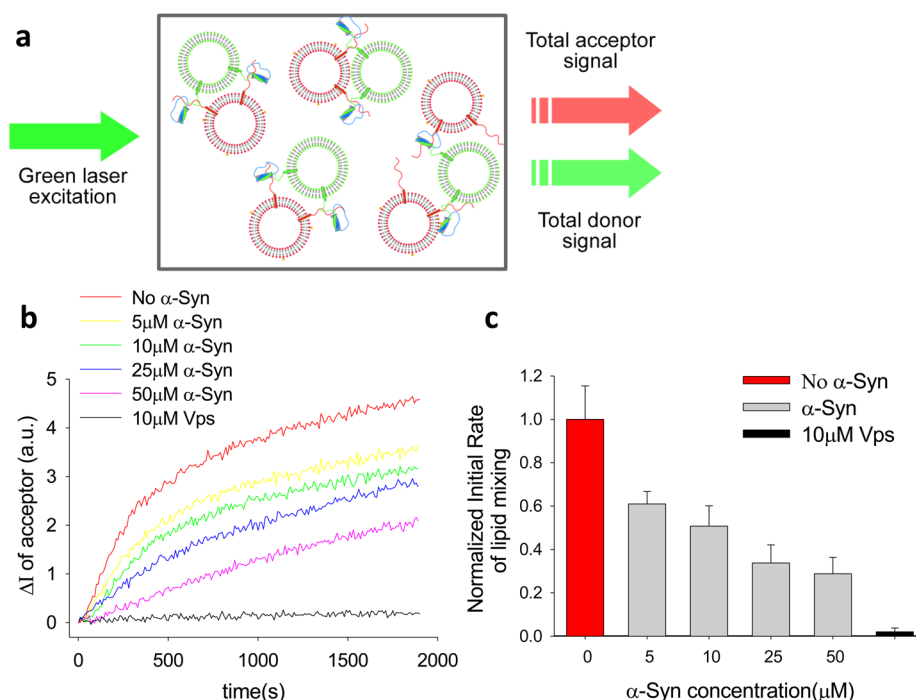 a
Green laser
excitation
Total acceptor
signal
Total donor
signal
b
No α-Syn
5μM α-Syn
10μM α-Syn
25μM α-Syn
50μM α-Syn
10μM Vps
ΔI of acceptor (a.u.)
5
4
3
2
1
0
0
500
1000
1500
2000
time(s)
c
No α-Syn
α-Syn
10μM Vps
Normalized Initial Rate
of lipid mixing
1.2
1.0
0.8
0.6
0.4
0.2
0.0
0
5
10
25
50
α-Syn concentration(μM)